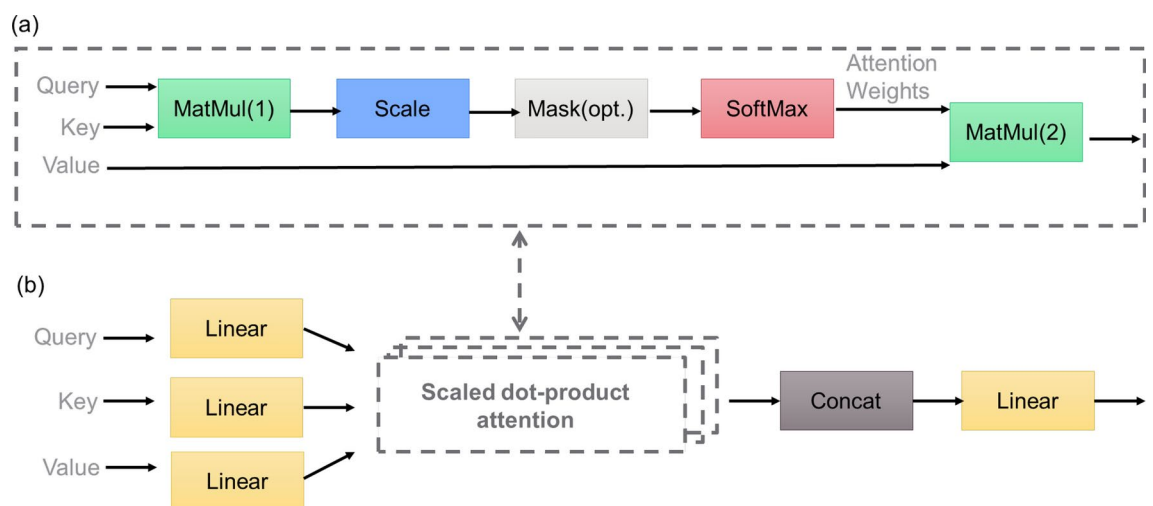 (a)
Query
Key
Value
MatMul(1)
Scale
Mask(opt.)
SoftMax
Attention
Weights
MatMul(2)
(b)
Query
Key
Value
Linear
Linear
Linear
Scaled dot-product
attention
Concat
Linear